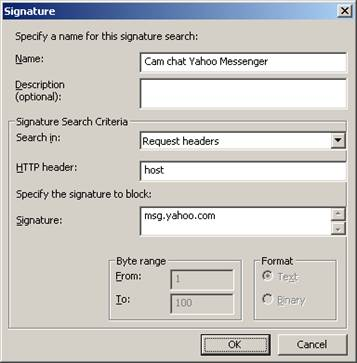 Signature
Specify a name for this signature search:
Name:
Cam chat Yahoo Messenger
Description
(optional):
Signature Search Criteria
Search in:
Request headers
HTTP header:
host
Specify the signature to block:
Signature:
msg.yahoo.com
Byte range
From:
1
To:
100
Format
Text
Binary
OK
Cancel